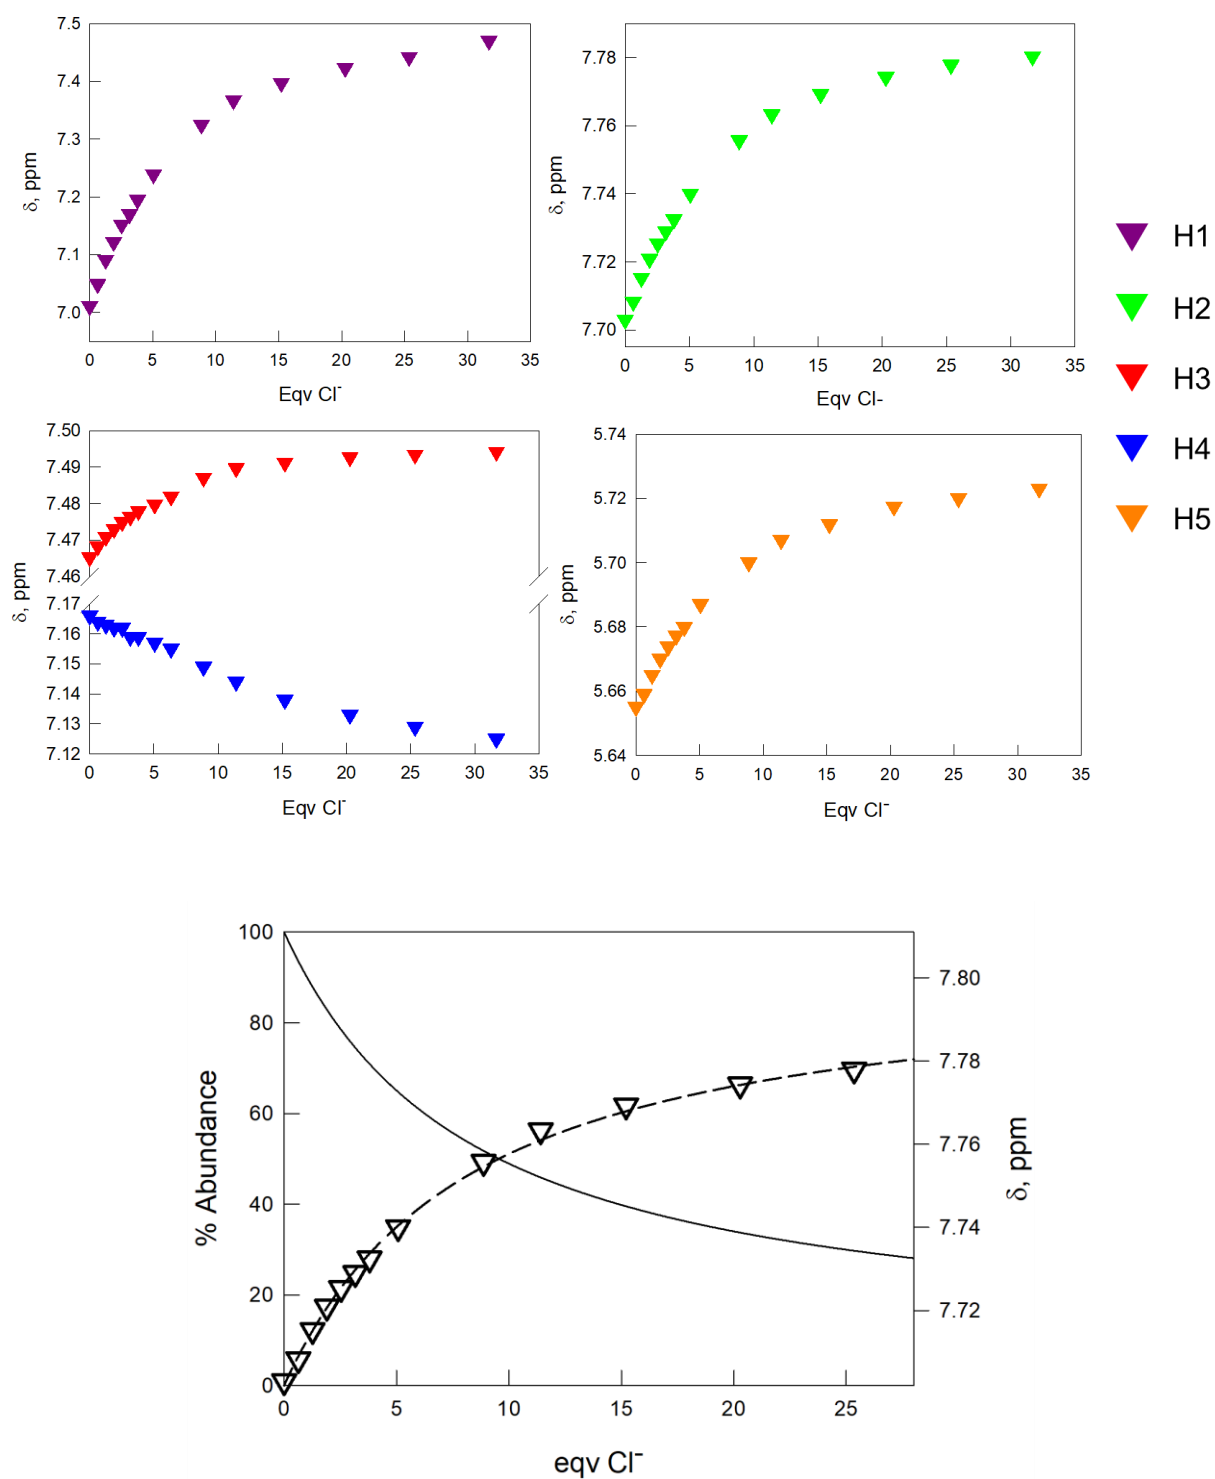 7.5
7.4
7.3
7.2
7.1
7.0
δ, ppm
0 5 10 15 20 25 30 35
Eqv Cl⁻
7.78
7.76
7.74
7.72
7.70
δ, ppm
0 5 10 15 20 25 30 35
Eqv Cl-
H1
H2
H3
H4
H5
7.50
7.49
7.48
7.47
7.46
7.17
7.16
7.15
7.14
7.13
7.12
δ, ppm
0 5 10 15 20 25 30 35
Eqv Cl⁻
5.74
5.72
5.70
5.68
5.66
5.64
δ, ppm
0 5 10 15 20 25 30 35
Eqv Cl⁻
100
80
60
40
20
0
% Abundance
7.80
7.78
7.76
7.74
7.72
δ, ppm
0 5 10 15 20 25
eqv Cl⁻